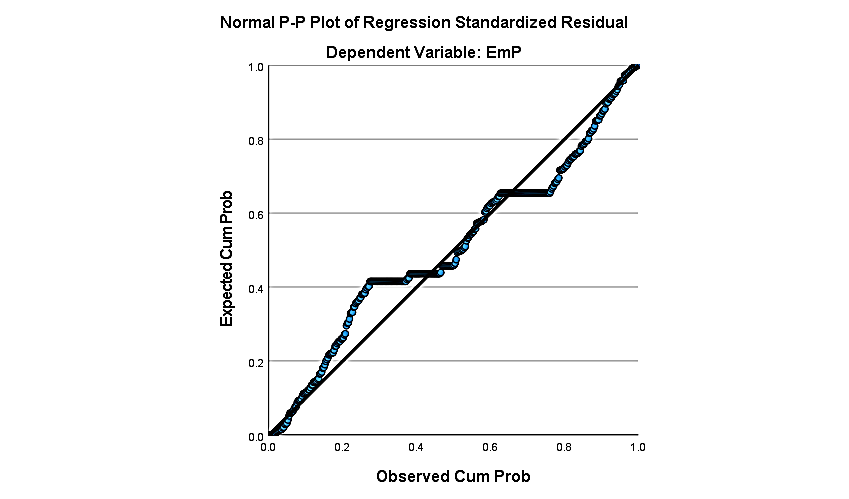 Normal P-P Plot of Regression Standardized Residual
Dependent Variable: EmP
1.0
0.8
0.6
0.4
0.2
0.0
Expected Cum Prob
0.0 0.2 0.4 0.6 0.8 1.0
Observed Cum Prob